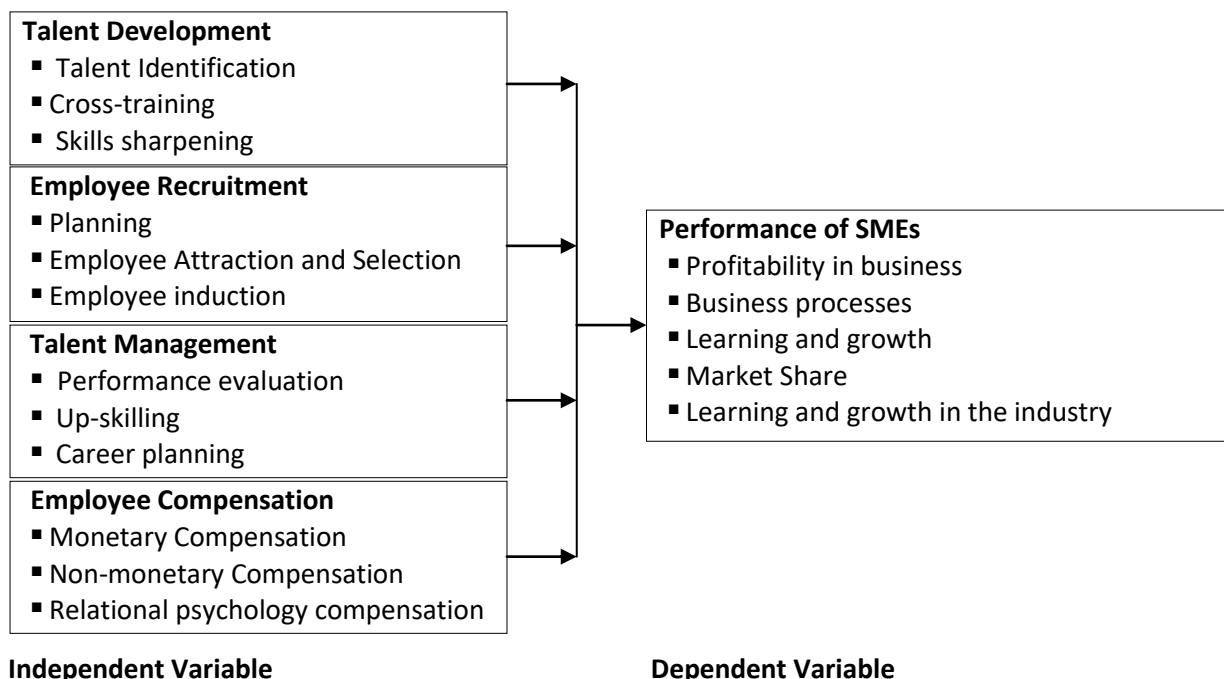 Talent Development
▪ Talent Identification
▪ Cross-training
▪ Skills sharpening
Employee Recruitment
▪ Planning
▪ Employee Attraction and Selection
▪ Employee induction
Talent Management
▪ Performance evaluation
▪ Up-skilling
▪ Career planning
Employee Compensation
▪ Monetary Compensation
▪ Non-monetary Compensation
▪ Relational psychology compensation
Independent Variable
Performance of SMEs
▪ Profitability in business
▪ Business processes
▪ Learning and growth
▪ Market Share
▪ Learning and growth in the industry
Dependent Variable